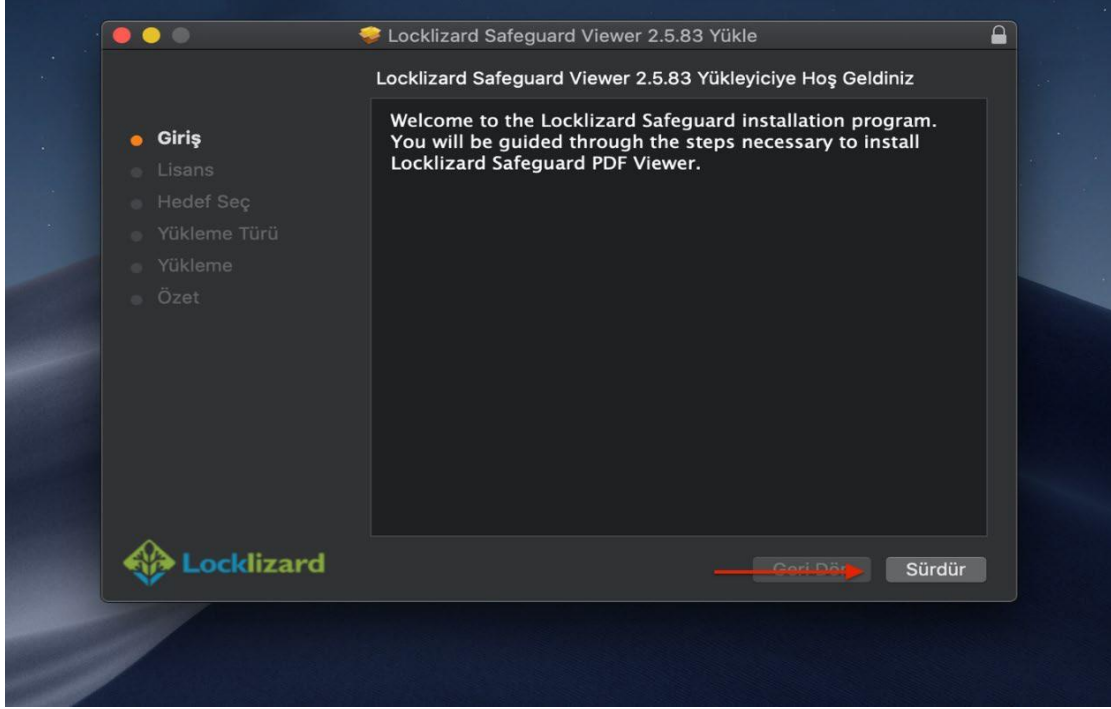 Locklizard Safeguard Viewer 2.5.83 Yükle
Locklizard Safeguard Viewer 2.5.83 Yükleyiciye Hoş Geldiniz
Giriş
Lisans
Hedef Seç
Yükleme Türü
Yükleme
Özet
Welcome to the Locklizard Safeguard installation program.
You will be guided through the steps necessary to install
Locklizard Safeguard PDF Viewer.
Locklizard
Geri Dön
Sürdür